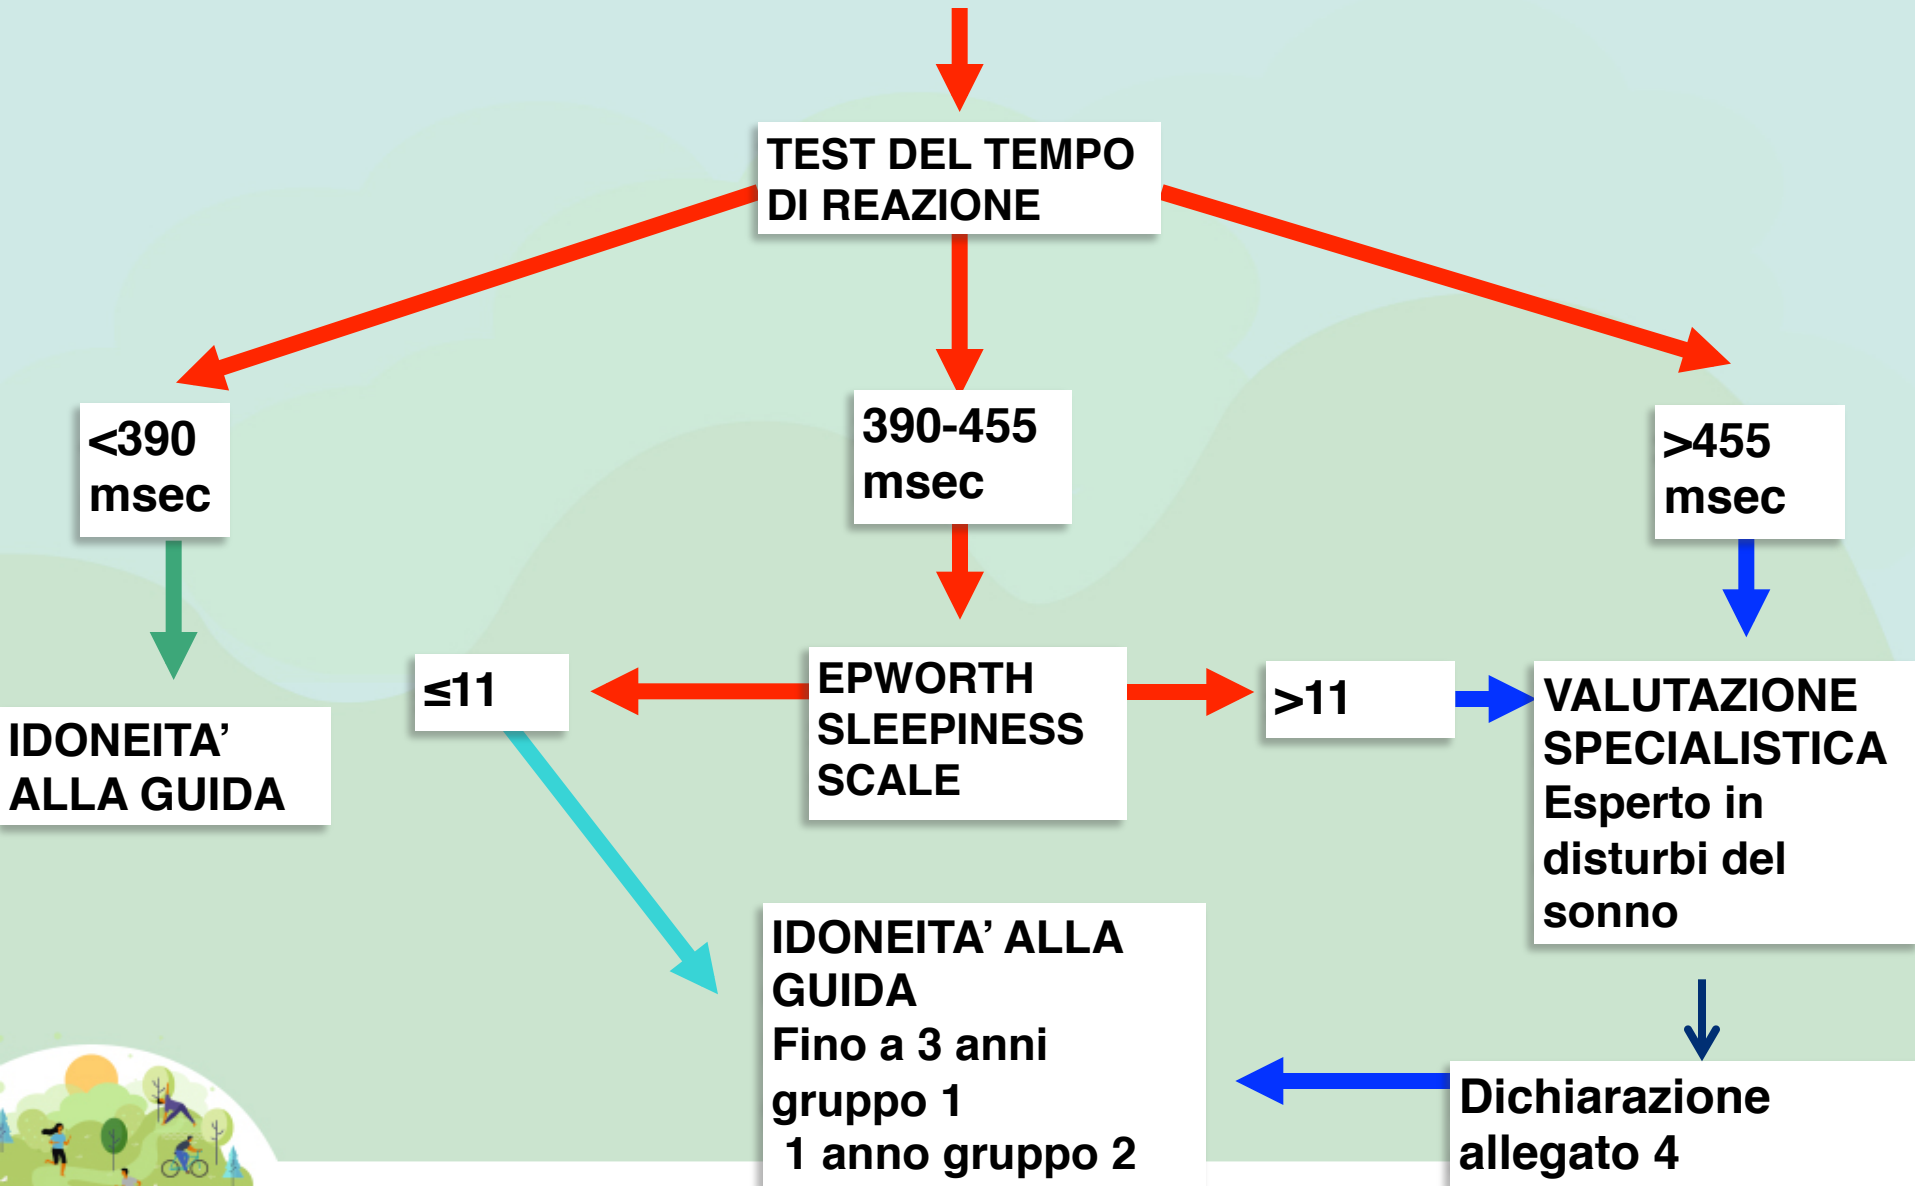 TEST DEL TEMPO
DI REAZIONE
<390
msec
390-455
msec
>455
msec
IDONEITA’
ALLA GUIDA
≤11
EPWORTH
SLEEPINESS
SCALE
>11
VALUTAZIONE
SPECIALISTICA
Esperto in
disturbi del
sonno
IDONEITA’ ALLA
GUIDA
Fino a 3 anni
gruppo 1
1 anno gruppo 2
Dichiarazione
allegato 4